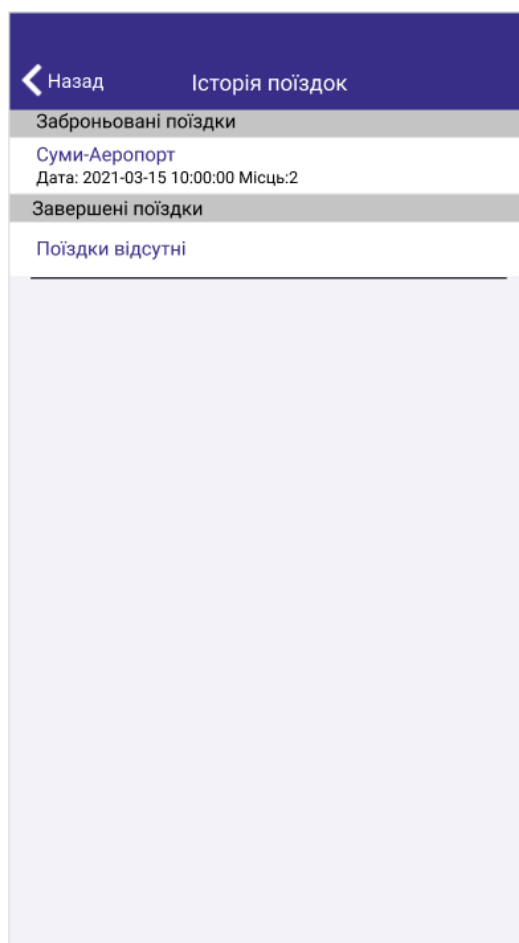 Назад
Історія поїздок
Заброньовані поїздки
Суми-Аеропорт
Дата: 2021-03-15 10:00:00 Місць:2
Завершені поїздки
Поїздки відсутні